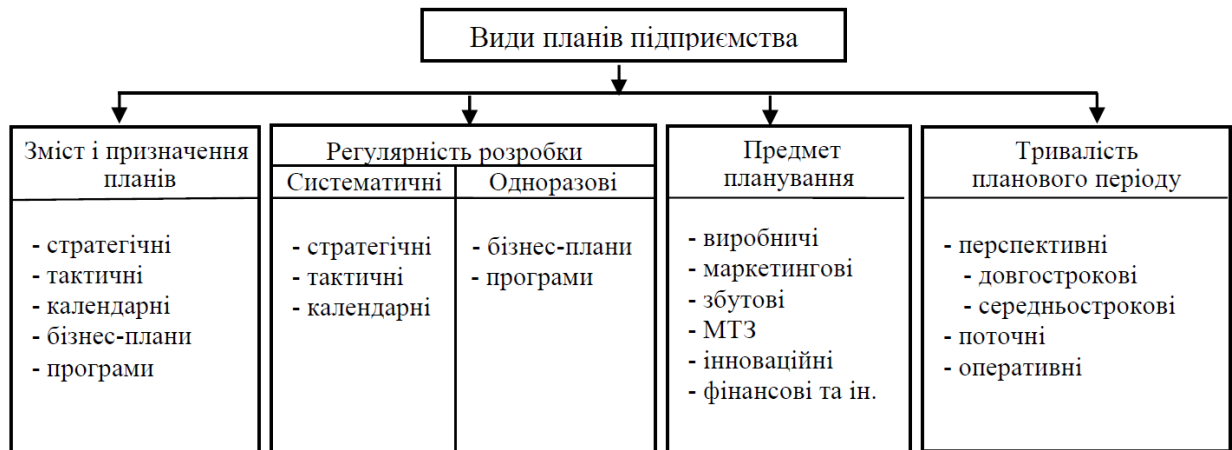 Види планів підприємства
Зміст і призначення
планів
- стратегічні
- тактичні
- календарні
- бізнес-плани
- програми
Регулярність розробки
Систематичні
- стратегічні
- тактичні
- календарні
Одноразові
- бізнес-плани
- програми
Предмет
планування
- виробничі
- маркетингові
- збутові
- МТЗ
- інноваційні
- фінансові та ін.
Тривалість
планового періоду
- перспективні
- довгострокові
- середньострокові
- поточні
- оперативні